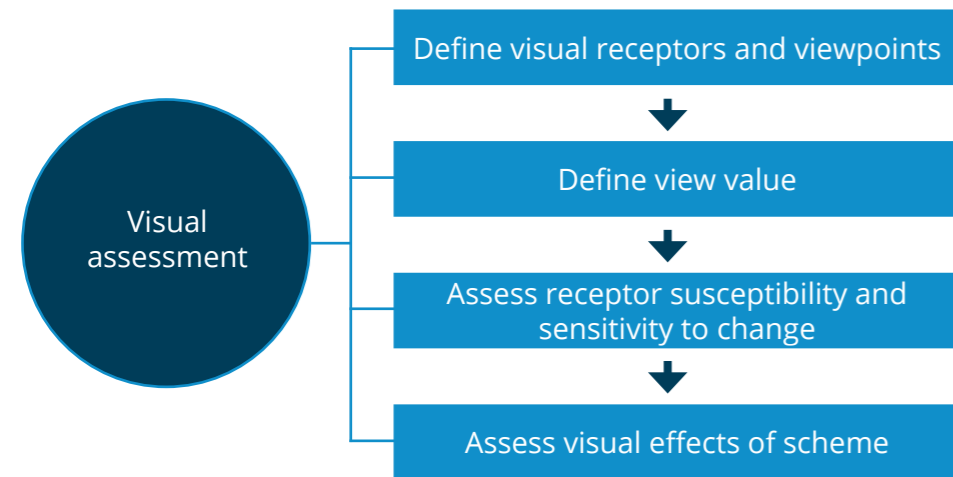 Define visual receptors and viewpoints
Define view value
Visual
assessment
Assess receptor susceptibility and
sensitivity to change
Assess visual effects of scheme